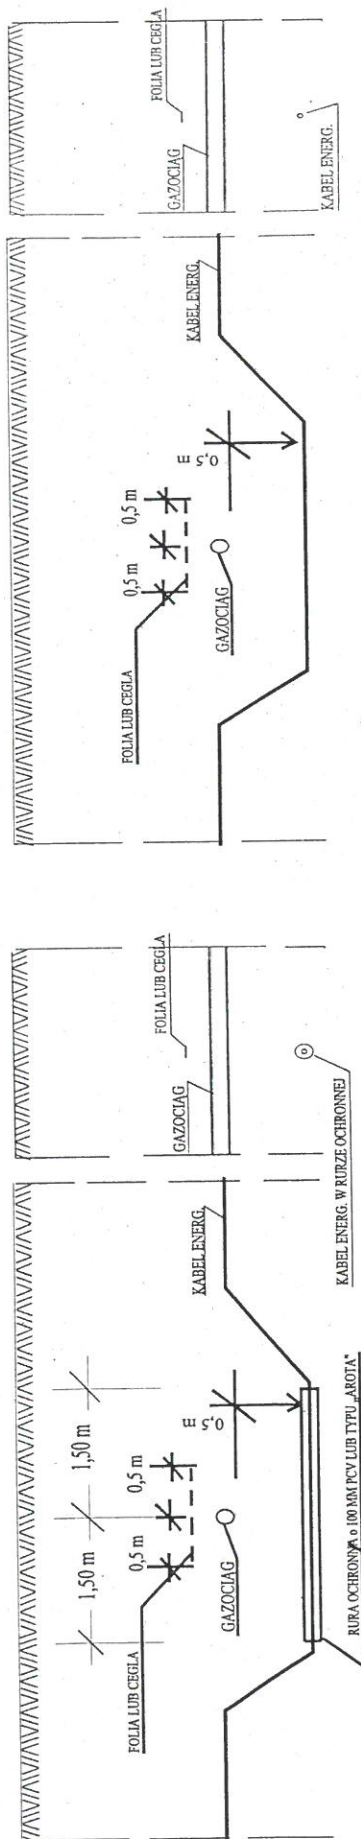 1,50 m
1,50 m
0,5 m
0,5 m
FOLIA LUB CEGŁA
GAZOCIĄG
0,5 m
KABEL ENERG.
RURA OCHRONNA o 100 MM PCV LUB TYPU „AROTA"
FOLIA LUB CEGŁA
GAZOCIĄG
KABEL ENERG. W RURZE OCHRONNEJ
0,5 m
0,5 m
FOLIA LUB CEGŁA
GAZOCIĄG
0,5 m
KABEL ENERG.
FOLIA LUB CEGŁA
GAZOCIĄG
KABEL ENERG.